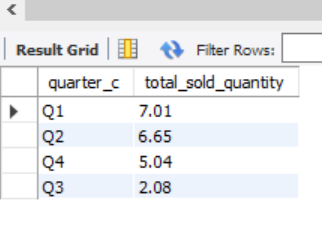 Result Grid Filter Rows:
quarter_c total_sold_quantity
Q1 7.01
Q2 6.65
Q4 5.04
Q3 2.08